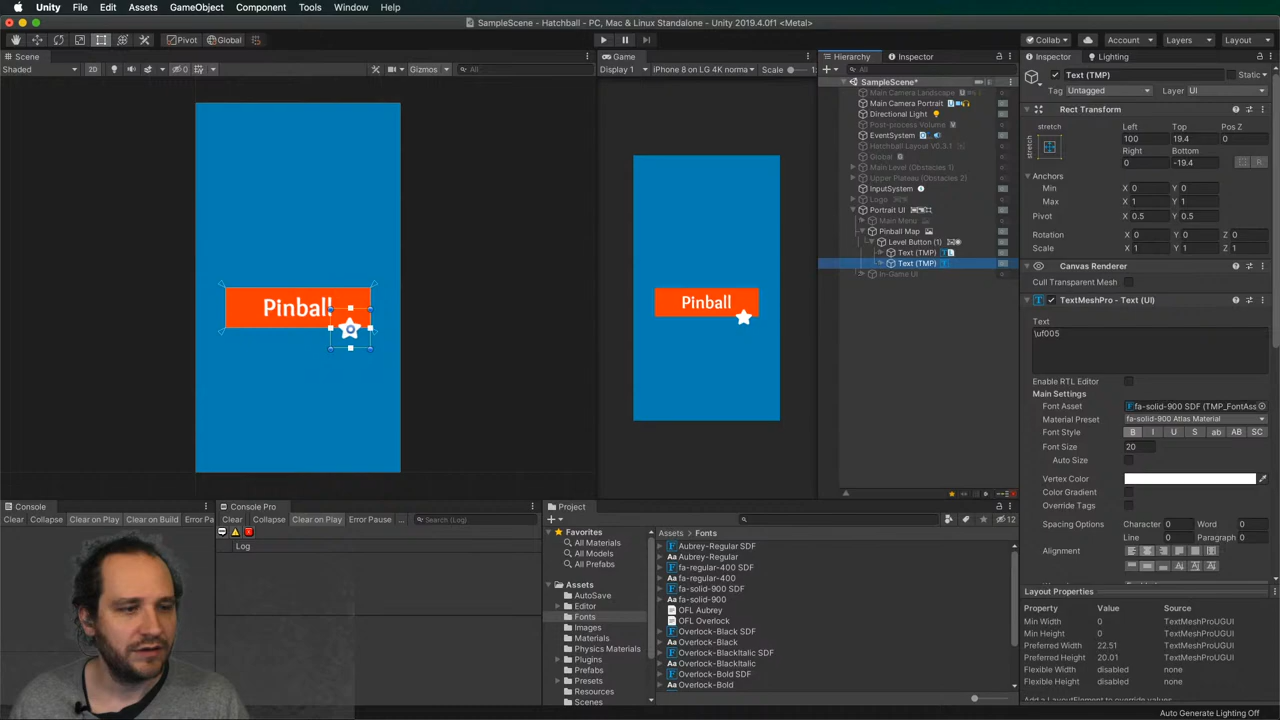 Unity File Edit Assets GameObject Component Tools Window Help
SampleScene - Hatchball - PC, Mac & Linux Standalone - Unity 2019.4.0f1 <Metal>
Pivot Global Collab Account Layers Layout
Scene Game Hierarchy Inspector Inspector Lighting
Shaded 2D 0 Gizmos All Display 1 iPhone 8 on LG 4K norma Scale 1: All
Text (TMP) Static
Tag Untagged Layer UI
SampleScene*
Main Camera Landscape
Main Camera Portrait
Directional Light
Post-process Volume
EventSystem
Hatchball Layout V0.3.1
Global
Main Level (Obstacles 1)
Upper Plateau (Obstacles 2)
InputSystem
Logo
Portrait UI
Main Menu
Pinball Map
Level Button (1)
Text (TMP)
Text (TMP)
In-Game UI
Pinball
Pinball
Rect Transform
stretch
stretch
Left Top Pos Z
100 19.4 0
Right Bottom
0 -19.4 R
Anchors
Min X 0 Y 0
Max X 1 Y 1
Pivot X 0.5 Y 0.5
Rotation X 0 Y 0 Z 0
Scale X 1 Y 1 Z 1
Canvas Renderer
Cull Transparent Mesh
TextMeshPro - Text (UI)
Text
\uf005
Enable RTL Editor
Main Settings
Font Asset fa-solid-900 SDF (TMP_FontAss
Material Preset fa-solid-900 Atlas Material
Font Style B I U S ab AB SC
Font Size 20
Auto Size
Vertex Color
Color Gradient
Override Tags
Spacing Options Character 0 Word 0
Line 0 Paragraph 0
Alignment
Layout Properties
Property Value Source
Min Width 0 TextMeshProUGUI
Min Height 0 TextMeshProUGUI
Preferred Width 22.51 TextMeshProUGUI
Preferred Height 20.01 TextMeshProUGUI
Flexible Width disabled none
Flexible Height disabled none
Add a LayoutElement to override values
Auto Generate Lighting Off
Console
Clear Collapse Clear on Play Clear on Build Error P
Console Pro
Clear Collapse Clear on Play Error Pause ... Search (Log)
Log
Project
12
Favorites
All Materials
All Models
All Prefabs
Assets
AutoSave
Editor
Fonts
Images
Materials
Physics Materials
Plugins
Prefabs
Presets
Resources
Scenes
Assets > Fonts
Aubrey-Regular SDF
Aubrey-Regular
fa-regular-400 SDF
fa-regular-400
fa-solid-900 SDF
fa-solid-900
OFL Aubrey
OFL Overlock
Overlock-Black SDF
Overlock-Black
Overlock-BlackItalic SDF
Overlock-BlackItalic
Overlock-Bold SDF
Overlock-Bold